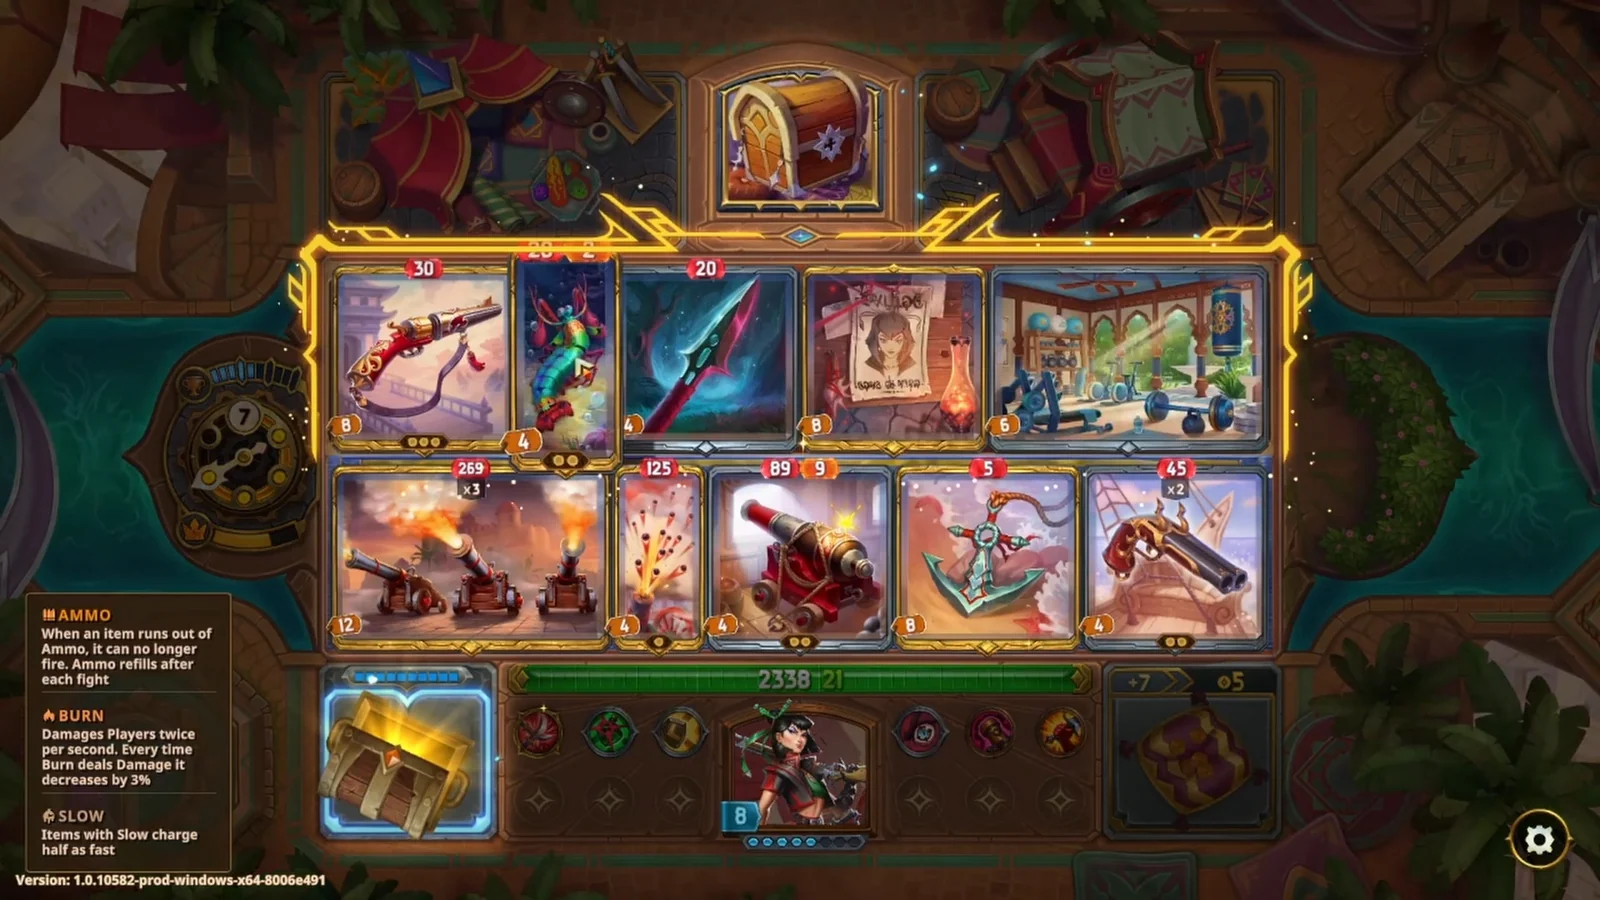 30
20
2
20
8
4
4
8
6
7
269
x3
125
89
9
5
45
x2
12
4
4
8
4
AMMO
When an item runs out of
Ammo, it can no longer
fire. Ammo refills after
each fight
BURN
Damages Players twice
per second. Every time
Burn deals Damage it
decreases by 3%
SLOW
Items with Slow charge
half as fast
2338 21
+7
5
8
Version: 1.0.10582-prod-windows-x64-8006e491